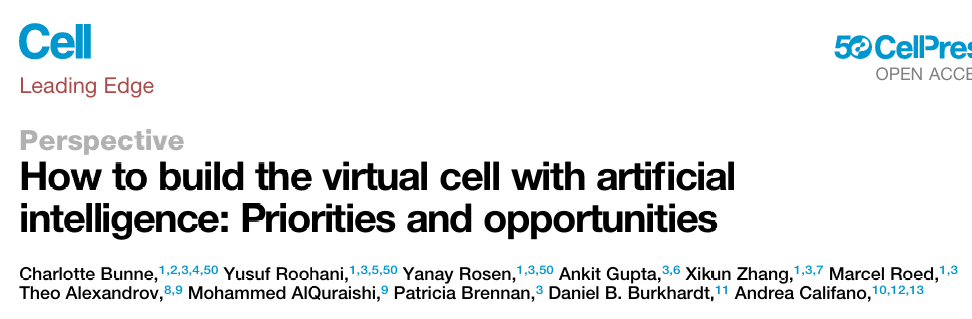 Cell
50 CellPres
Leading Edge
OPEN ACCE
Perspective
How to build the virtual cell with artificial
intelligence: Priorities and opportunities
Charlotte Bunne,1,2,3,4,50 Yusuf Roohani,1,3,5,50 Yanay Rosen,1,3,50 Ankit Gupta,3,6 Xikun Zhang,1,3,7 Marcel Roed,1,3
Theo Alexandrov,8,9 Mohammed AlQuraishi,9 Patricia Brennan,3 Daniel B. Burkhardt,11 Andrea Califano,10,12,13